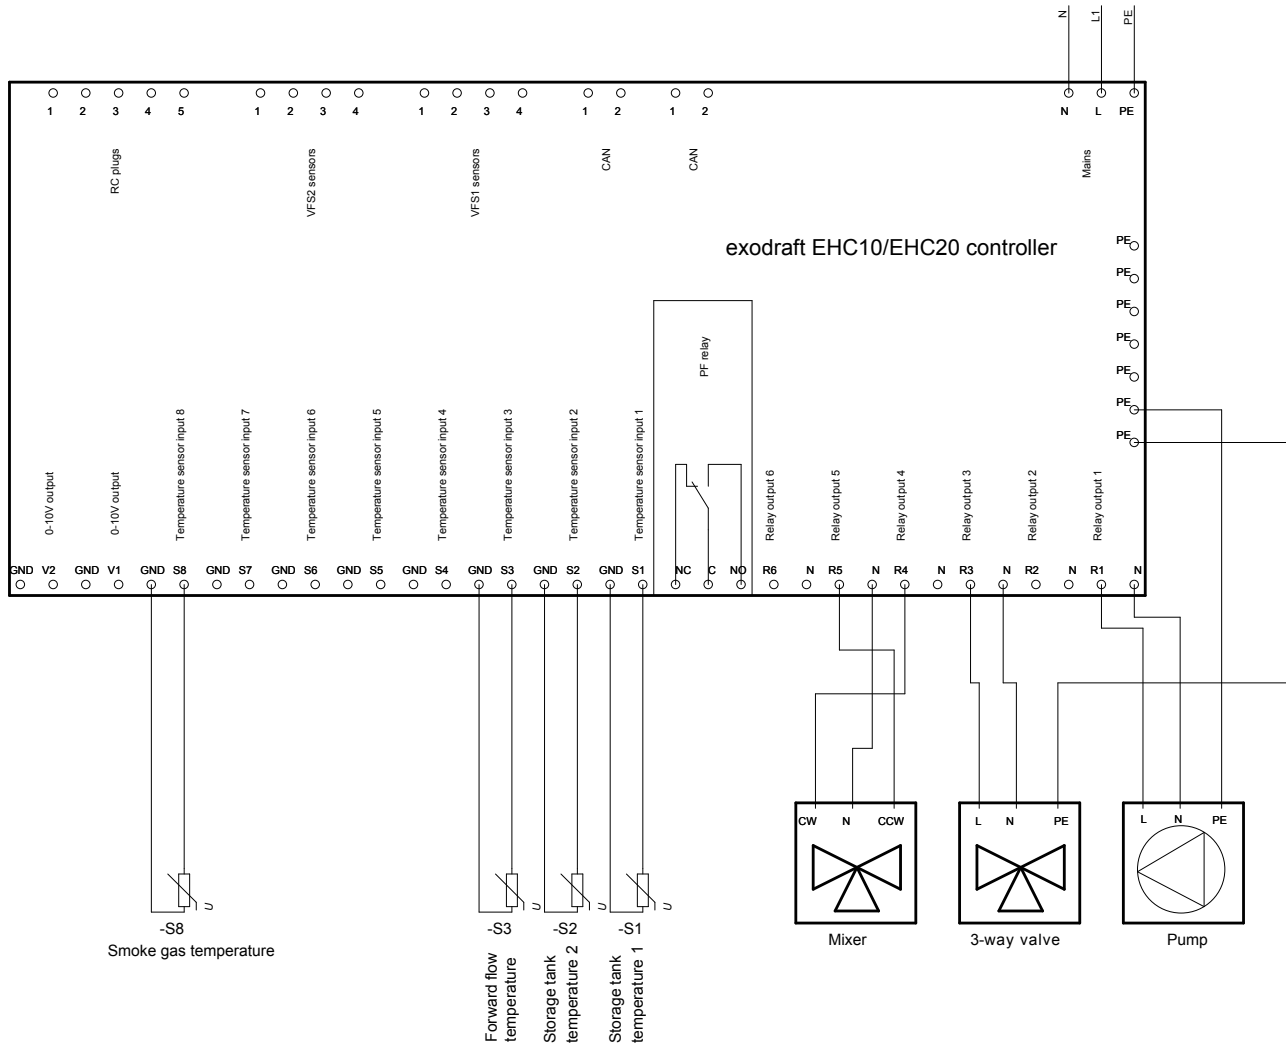 N L1 PE
1 2 3 4 5 1 2 3 4 1 2 3 4 1 2 1 2 N L PE
RC plugs
VFS2 sensors
VFS1 sensors
CAN
CAN
Mains
exodraft EHC10/EHC20 controller
PE
PE
PE
PE
PE
PE
PE
PF relay
0-10V output
0-10V output
Temperature sensor input 8
Temperature sensor input 7
Temperature sensor input 6
Temperature sensor input 5
Temperature sensor input 4
Temperature sensor input 3
Temperature sensor input 2
Temperature sensor input 1
Relay output 6
Relay output 5
Relay output 4
Relay output 3
Relay output 2
Relay output 1
GND V2 GND V1 GND S8 GND S7 GND S6 GND S5 GND S4 GND S3 GND S2 GND S1 NC C NO R6 N R5 N R4 N R3 N R2 N R1 N
CW N CCW
L N PE
L N PE
U U U U
-S8
Smoke gas temperature
-S3
Forward flow
temperature
-S2
Storage tank
temperature 2
-S1
Storage tank
temperature 1
Mixer
3-way valve
Pump